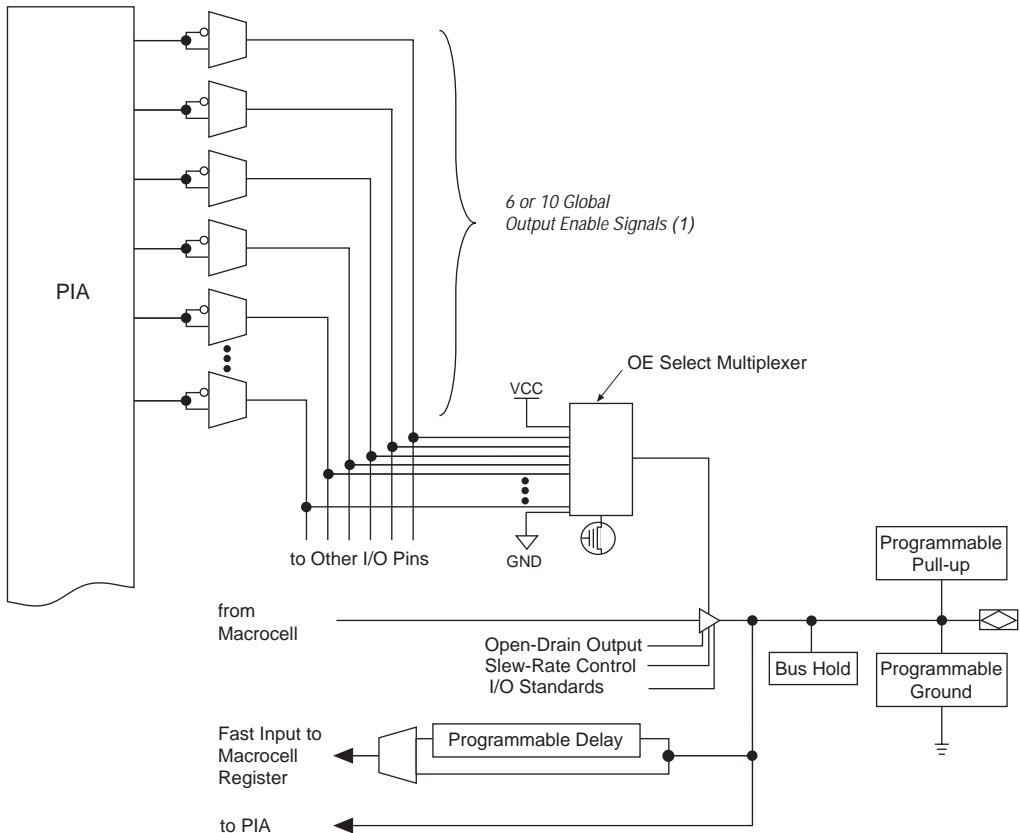 PIA
6 or 10 Global
Output Enable Signals (1)
OE Select Multiplexer
VCC
GND
to Other I/O Pins
Programmable
Pull-up
from
Macrocell
Open-Drain Output
Slew-Rate Control
I/O Standards
Bus Hold
Programmable
Ground
Fast Input to
Macrocell
Register
Programmable Delay
to PIA